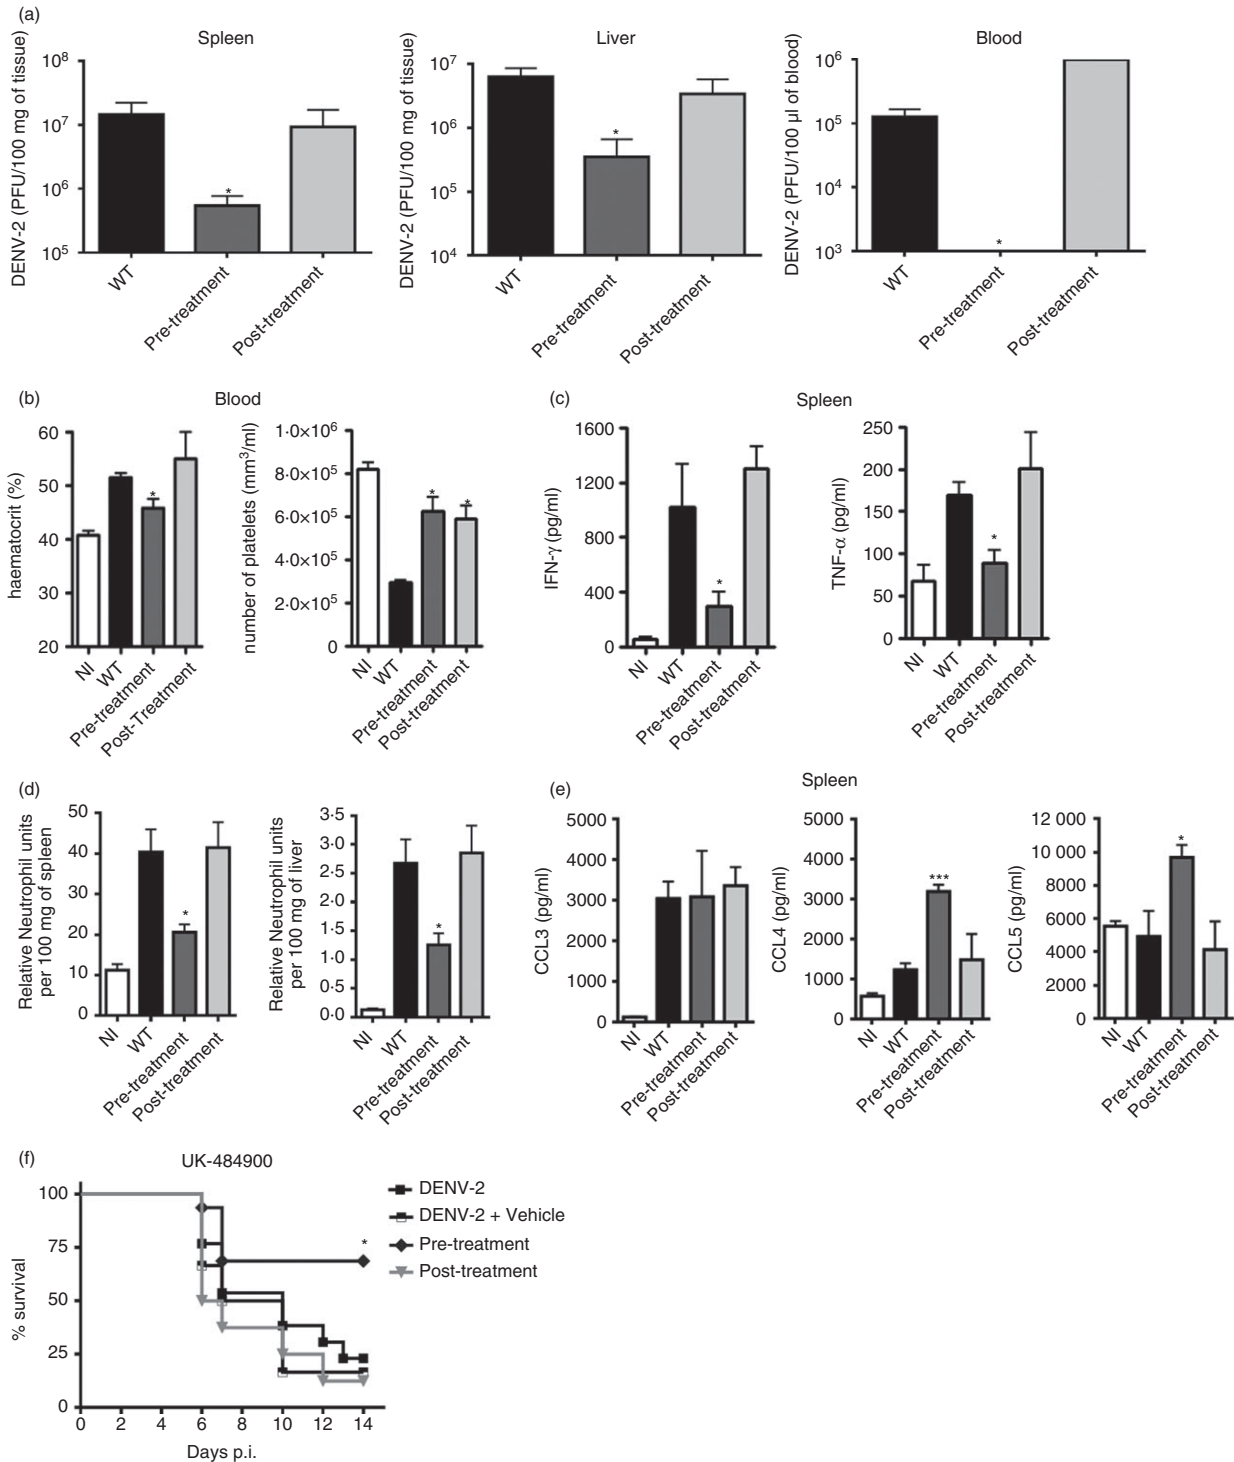 (a)
Spleen
DENV-2 (PFU/100 mg of tissue)
10⁸
10⁷
10⁶
10⁵
*
WT
Pre-treatment
Post-treatment
Liver
DENV-2 (PFU/100 mg of tissue)
10⁷
10⁶
10⁵
10⁴
*
WT
Pre-treatment
Post-treatment
Blood
DENV-2 (PFU/100 µl of blood)
10⁶
10⁵
10⁴
10³
*
WT
Pre-treatment
Post-treatment
(b)
Blood
haematocrit (%)
60
50
40
30
20
*
NI
WT
Pre-treatment
Post-Treatment
number of platelets (mm³/ml)
1·0×10⁶
8·0×10⁵
6·0×10⁵
4·0×10⁵
2·0×10⁵
0
*
*
NI
WT
Pre-treatment
Post-treatment
(c)
Spleen
IFN-γ (pg/ml)
1600
1200
800
400
0
*
NI
WT
Pre-treatment
Post-treatment
TNF-α (pg/ml)
250
200
150
100
50
0
*
NI
WT
Pre-treatment
Post-treatment
(d)
Relative Neutrophil units
per 100 mg of spleen
50
40
30
20
10
0
*
NI
WT
Pre-treatment
Post-treatment
Relative Neutrophil units
per 100 mg of liver
3·5
3·0
2·5
2·0
1·5
1·0
0·5
0·0
*
NI
WT
Pre-treatment
Post-treatment
(e)
Spleen
CCL3 (pg/ml)
5000
4000
3000
2000
1000
0
NI
WT
Pre-treatment
Post-treatment
CCL4 (pg/ml)
5000
4000
3000
2000
1000
0
***
NI
WT
Pre-treatment
Post-treatment
CCL5 (pg/ml)
12 000
10 000
8000
6000
4000
2000
0
*
NI
WT
Pre-treatment
Post-treatment
(f)
UK-484900
% survival
100
75
50
25
0
*
0 2 4 6 8 10 12 14
Days p.i.
DENV-2
DENV-2 + Vehicle
Pre-treatment
Post-treatment